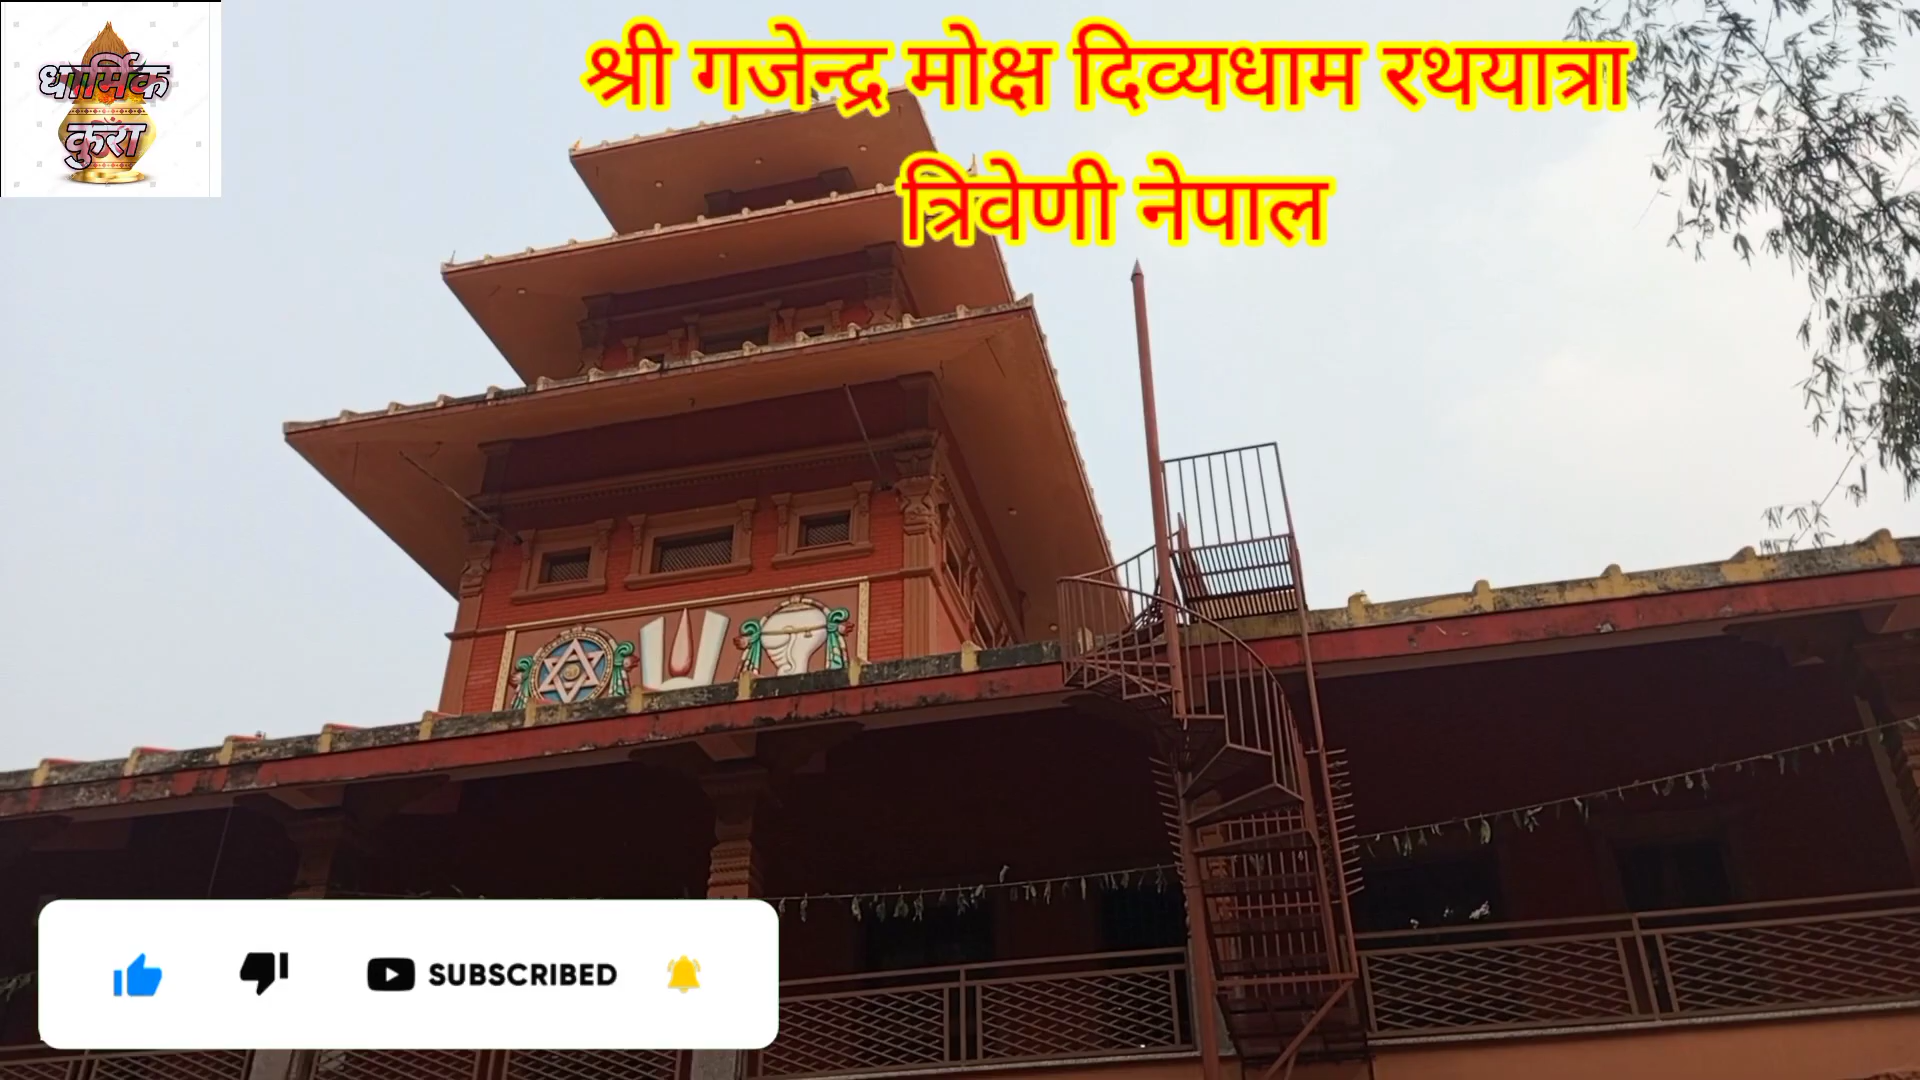 धार्मिक
कुरा
श्री गजेन्द्र मोक्ष दिव्यधाम रथयात्रा
त्रिवेणी नेपाल
SUBSCRIBED